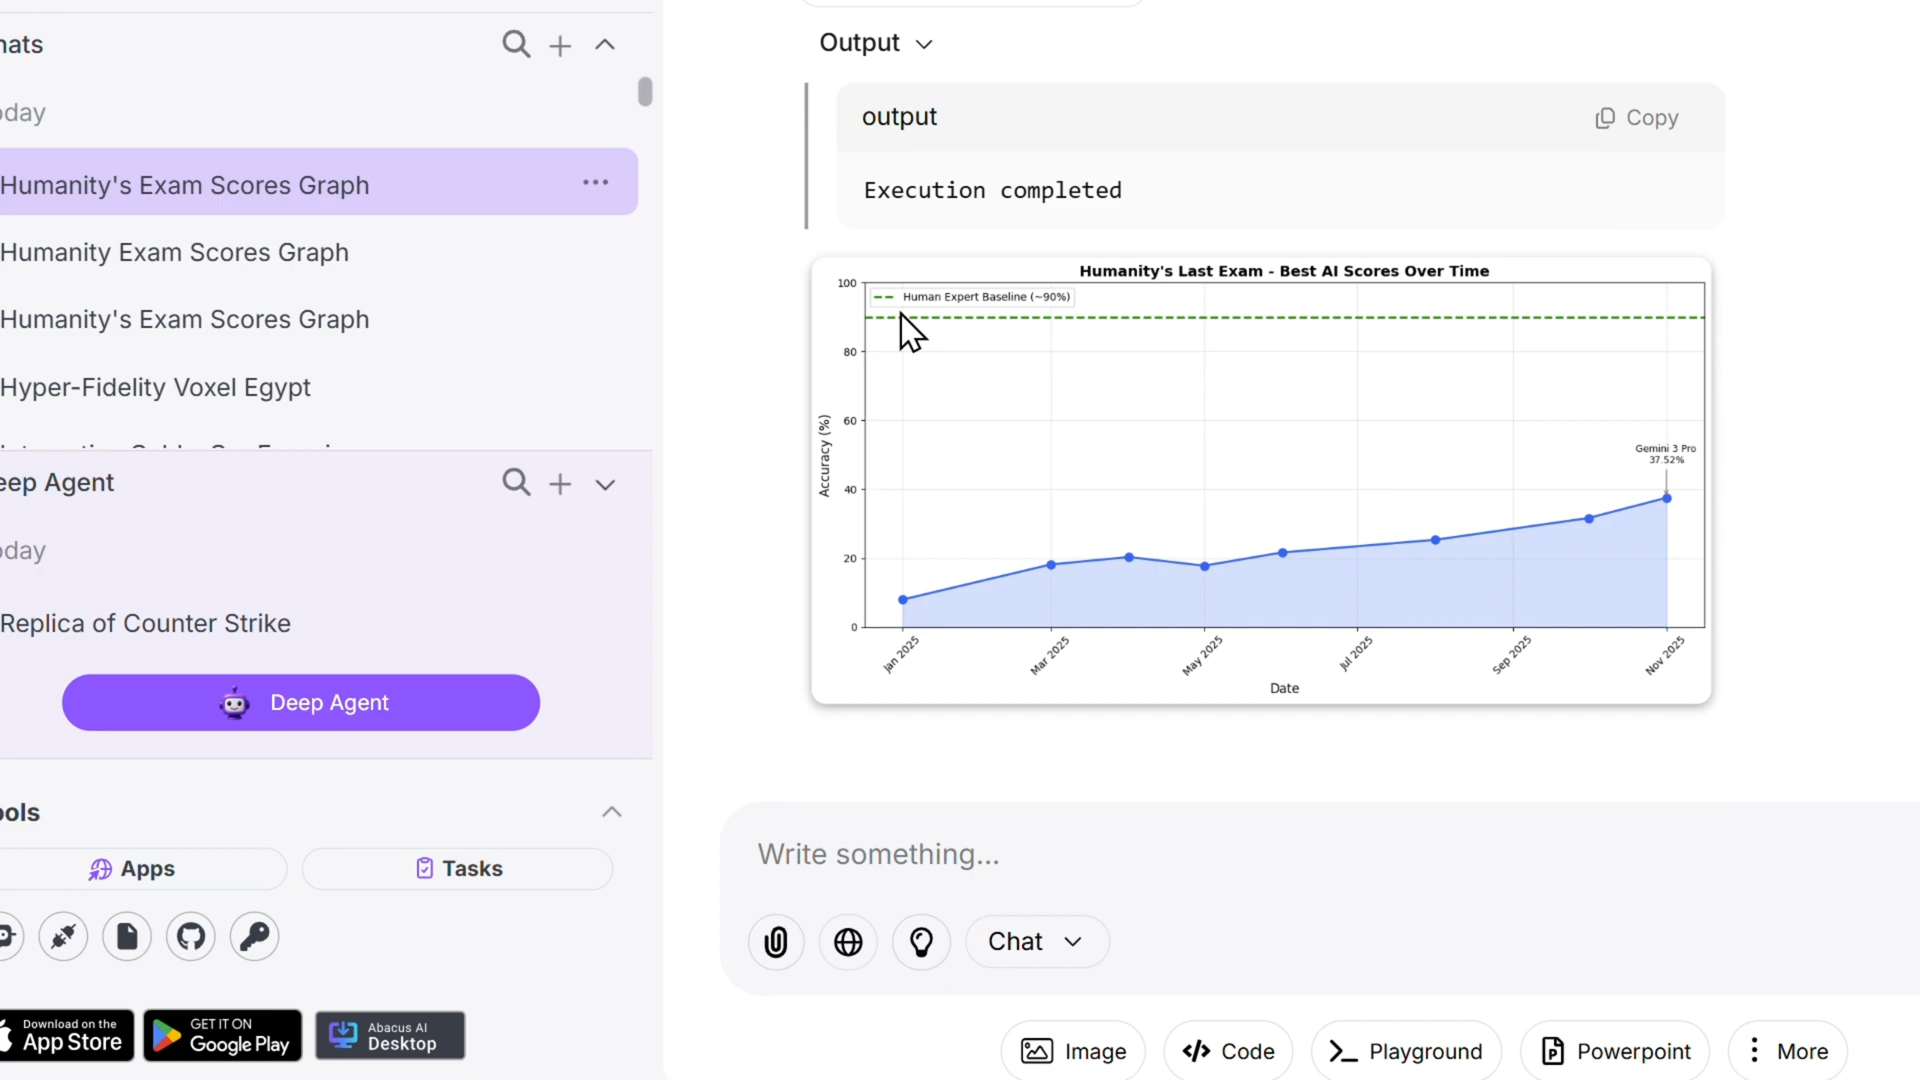 hats
oday
Humanity's Exam Scores Graph
Humanity Exam Scores Graph
Humanity's Exam Scores Graph
Hyper-Fidelity Voxel Egypt
eep Agent
oday
Replica of Counter Strike
Deep Agent
ools
Apps
Tasks
Download on the
App Store
GET IT ON
Google Play
Abacus AI
Desktop
Output
output
Copy
Execution completed
Humanity's Last Exam - Best AI Scores Over Time
Human Expert Baseline (~90%)
100
80
60
40
20
0
Accuracy (%)
Gemini 3 Pro
37.52%
Jan 2025
Mar 2025
May 2025
Jul 2025
Sep 2025
Nov 2025
Date
Write something...
Chat
Image
Code
Playground
Powerpoint
More